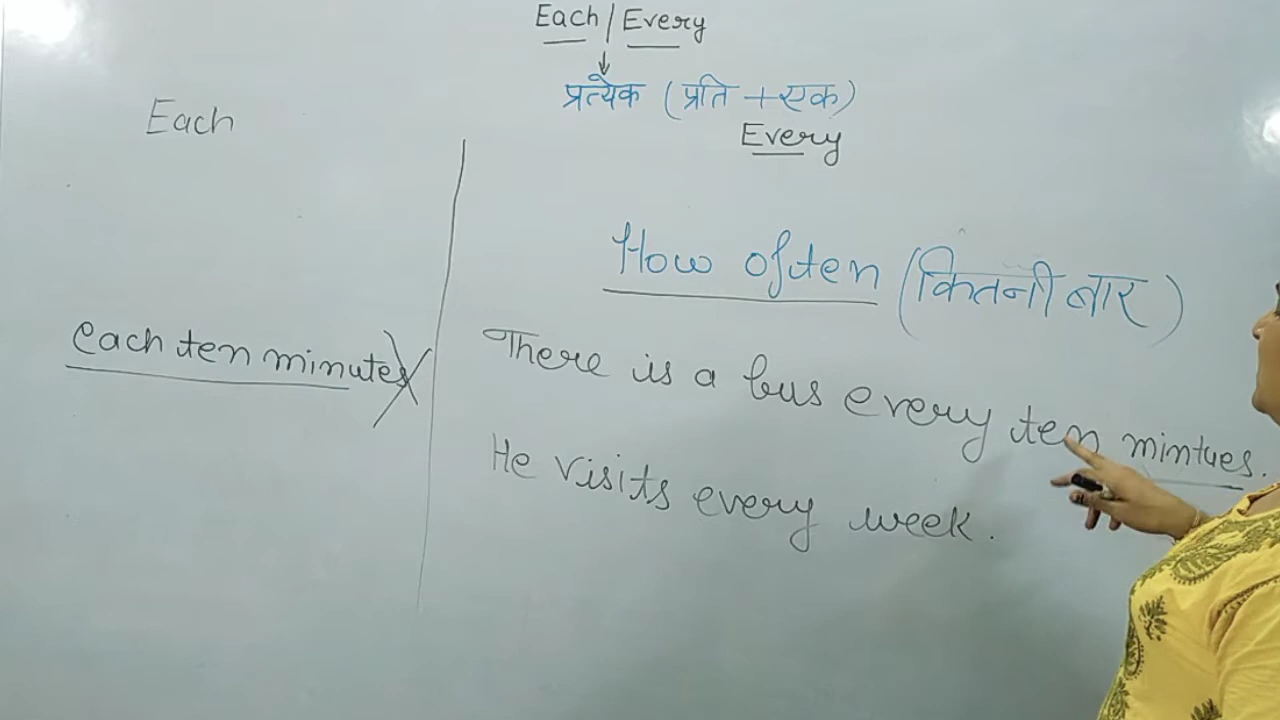 Each / Every
↓
प्रत्येक (प्रति + एक)
Each
Every
How often (कितनी बार)
each ten minutes
There is a bus every ten mintues.
He visits every week.